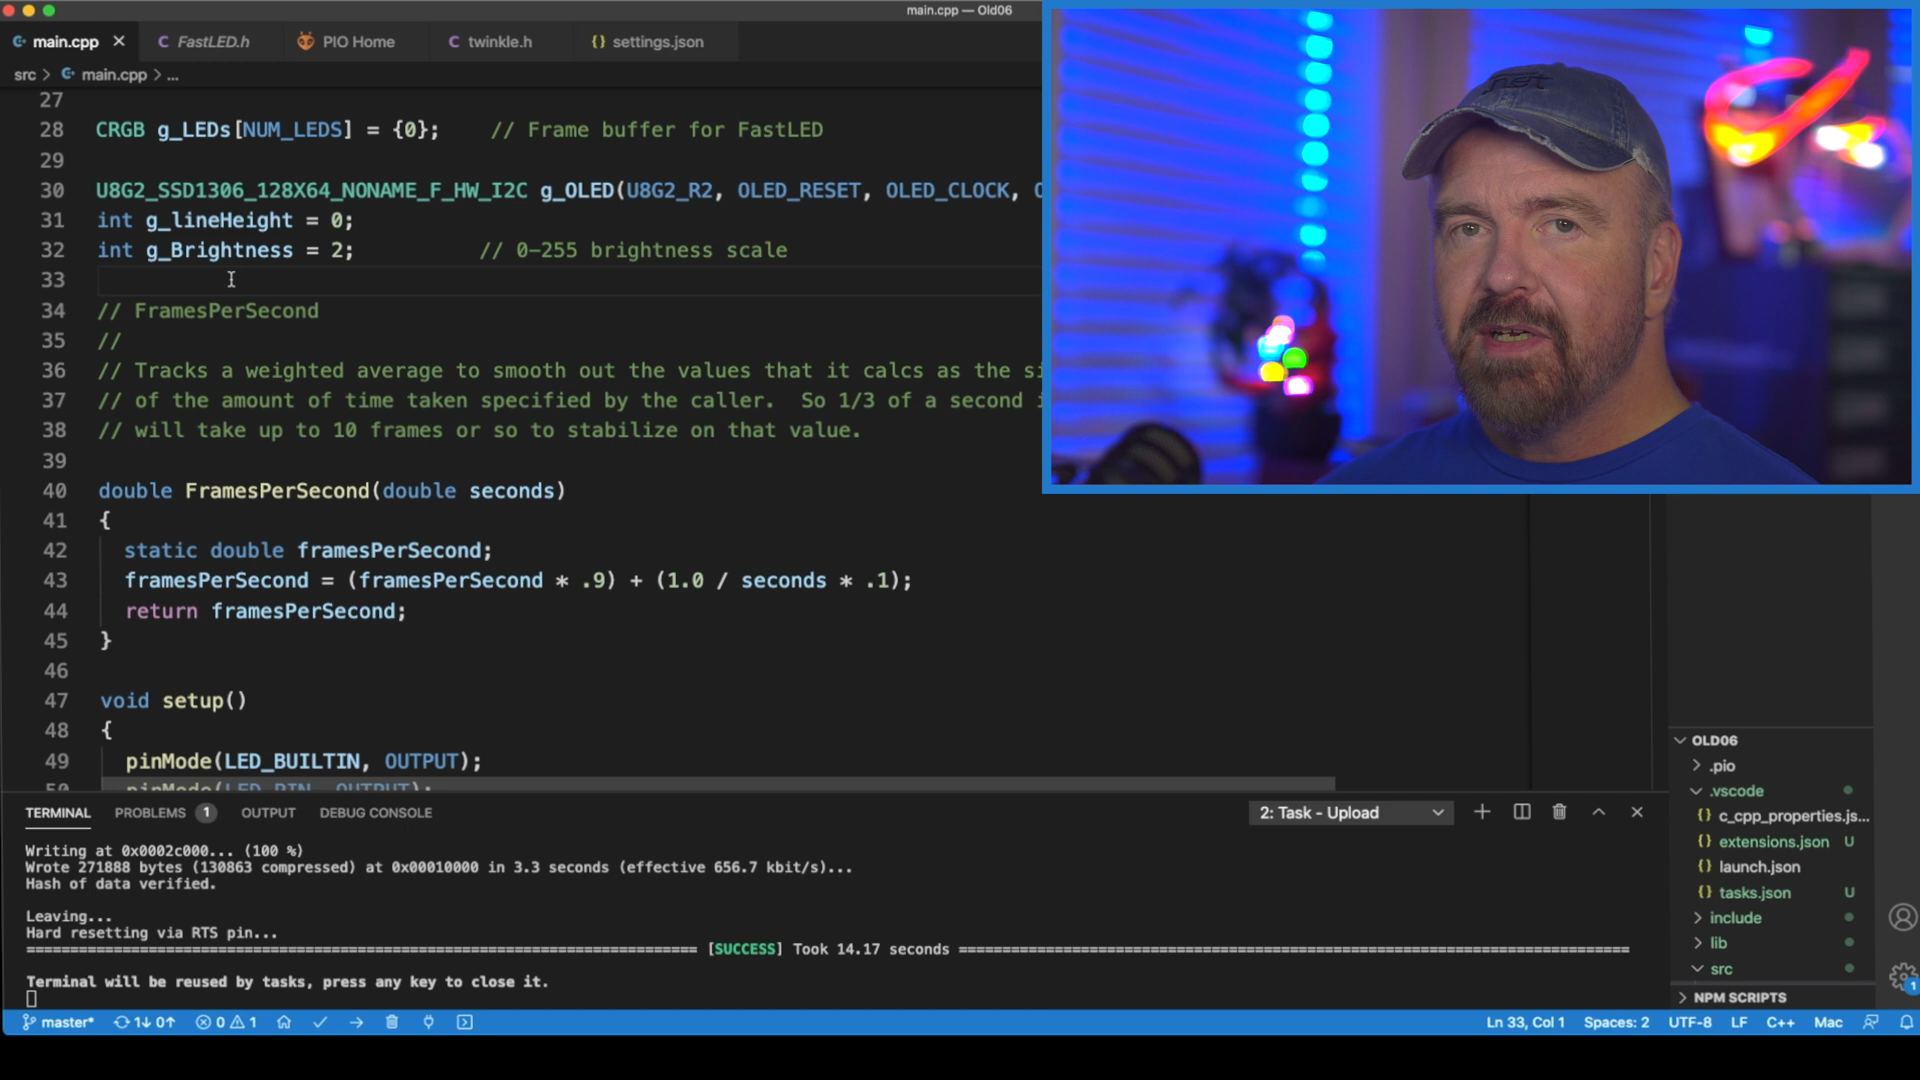 main.cpp — Old06
main.cpp
FastLED.h
PIO Home
twinkle.h
settings.json
src > main.cpp > ...
27
28 CRGB g_LEDs[NUM_LEDS] = {0}; // Frame buffer for FastLED
29
30 U8G2_SSD1306_128X64_NONAME_F_HW_I2C g_OLED(U8G2_R2, OLED_RESET, OLED_CLOCK,
31 int g_lineHeight = 0;
32 int g_Brightness = 2; // 0-255 brightness scale
33
34 // FramesPerSecond
35 //
36 // Tracks a weighted average to smooth out the values that it calcs as the
37 // of the amount of time taken specified by the caller. So 1/3 of a second
38 // will take up to 10 frames or so to stabilize on that value.
39
40 double FramesPerSecond(double seconds)
41 {
42 static double framesPerSecond;
43 framesPerSecond = (framesPerSecond * .9) + (1.0 / seconds * .1);
44 return framesPerSecond;
45 }
46
47 void setup()
48 {
49 pinMode(LED_BUILTIN, OUTPUT);
50 pinMode(LED_PIN, OUTPUT);
OLD06
.pio
.vscode
{} c_cpp_properties.js...
{} extensions.json U
{} launch.json
{} tasks.json U
include
lib
src
NPM SCRIPTS
TERMINAL PROBLEMS 1 OUTPUT DEBUG CONSOLE 2: Task - Upload
Writing at 0x0002c000... (100 %)
Wrote 271888 bytes (130863 compressed) at 0x00010000 in 3.3 seconds (effective 656.7 kbit/s)...
Hash of data verified.
Leaving...
Hard resetting via RTS pin...
[SUCCESS] Took 14.17 seconds
Terminal will be reused by tasks, press any key to close it.
1
master* 1↓ 0↑ 0 1 Ln 33, Col 1 Spaces: 2 UTF-8 LF C++ Mac